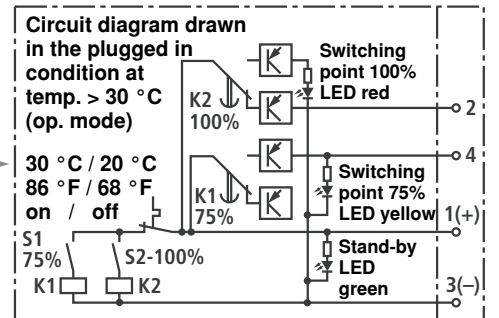 Circuit diagram drawn
in the plugged in
condition at
temp. > 30 °C
(op. mode)
Switching
point 100%
LED red
K2
100%
2
4
30 °C / 20 °C
86 °F / 68 °F
on / off
K1
75%
Switching
point 75%
LED yellow
1(+)
S1
75%
S2-100%
Stand-by
LED
green
K1
K2
3(–)